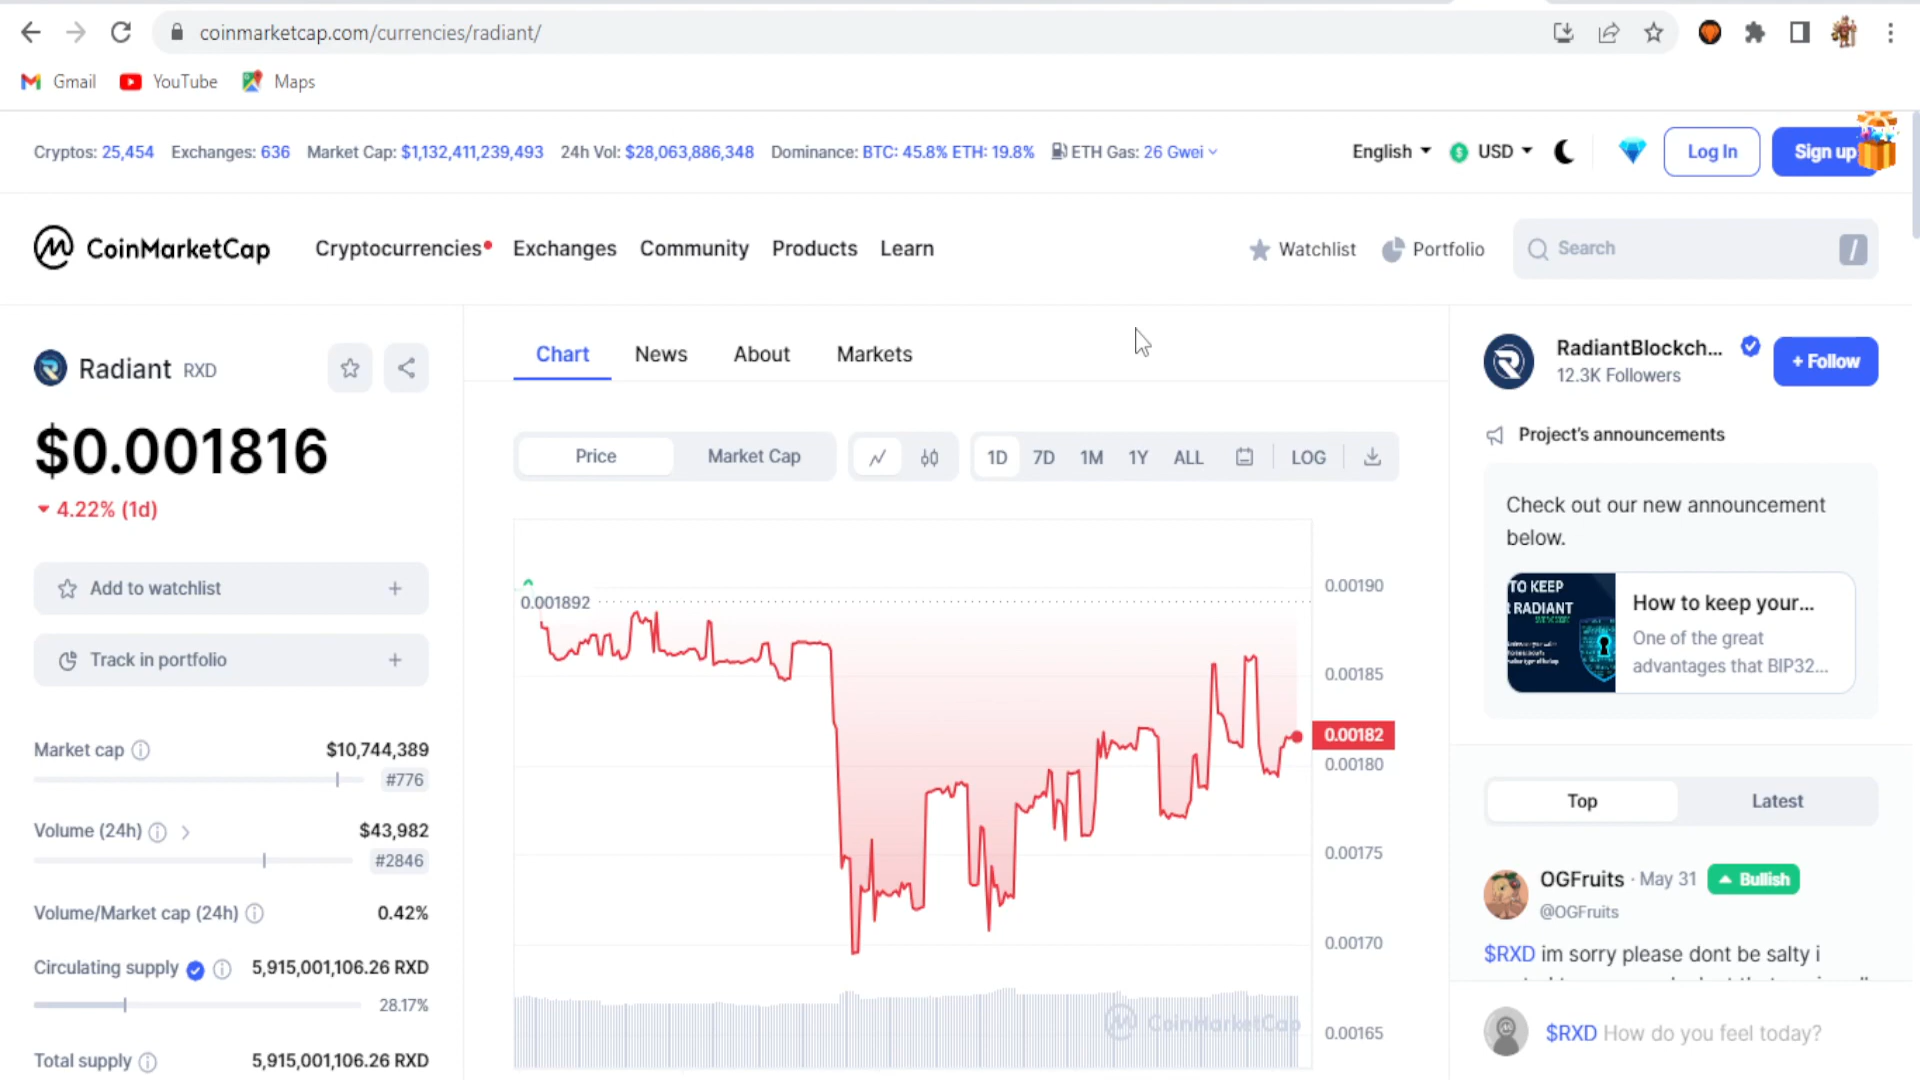 coinmarketcap.com/currencies/radiant/
Gmail YouTube Maps
Cryptos: 25,454 Exchanges: 636 Market Cap: $1,132,411,239,493 24h Vol: $28,063,886,348 Dominance: BTC: 45.8% ETH: 19.8% ETH Gas: 26 Gwei English USD Log In Sign up
CoinMarketCap Cryptocurrencies Exchanges Community Products Learn Watchlist Portfolio Search /
Radiant RXD
$0.001816
4.22% (1d)
Add to watchlist
Track in portfolio
Market cap $10,744,389
#776
Volume (24h) $43,982
#2846
Volume/Market cap (24h) 0.42%
Circulating supply 5,915,001,106.26 RXD
28.17%
Total supply 5,915,001,106.26 RXD
Chart News About Markets
Price Market Cap 1D 7D 1M 1Y ALL LOG
0.001892
0.00190
0.00185
0.00182
0.00180
0.00175
0.00170
0.00165
CoinMarketCap
RadiantBlockch...
12.3K Followers
+ Follow
Project's announcements
Check out our new announcement
below.
TO KEEP
RADIANT
How to keep your...
One of the great
advantages that BIP32...
Top Latest
OGFruits · May 31 Bullish
@OGFruits
$RXD im sorry please dont be salty i
$RXD How do you feel today?